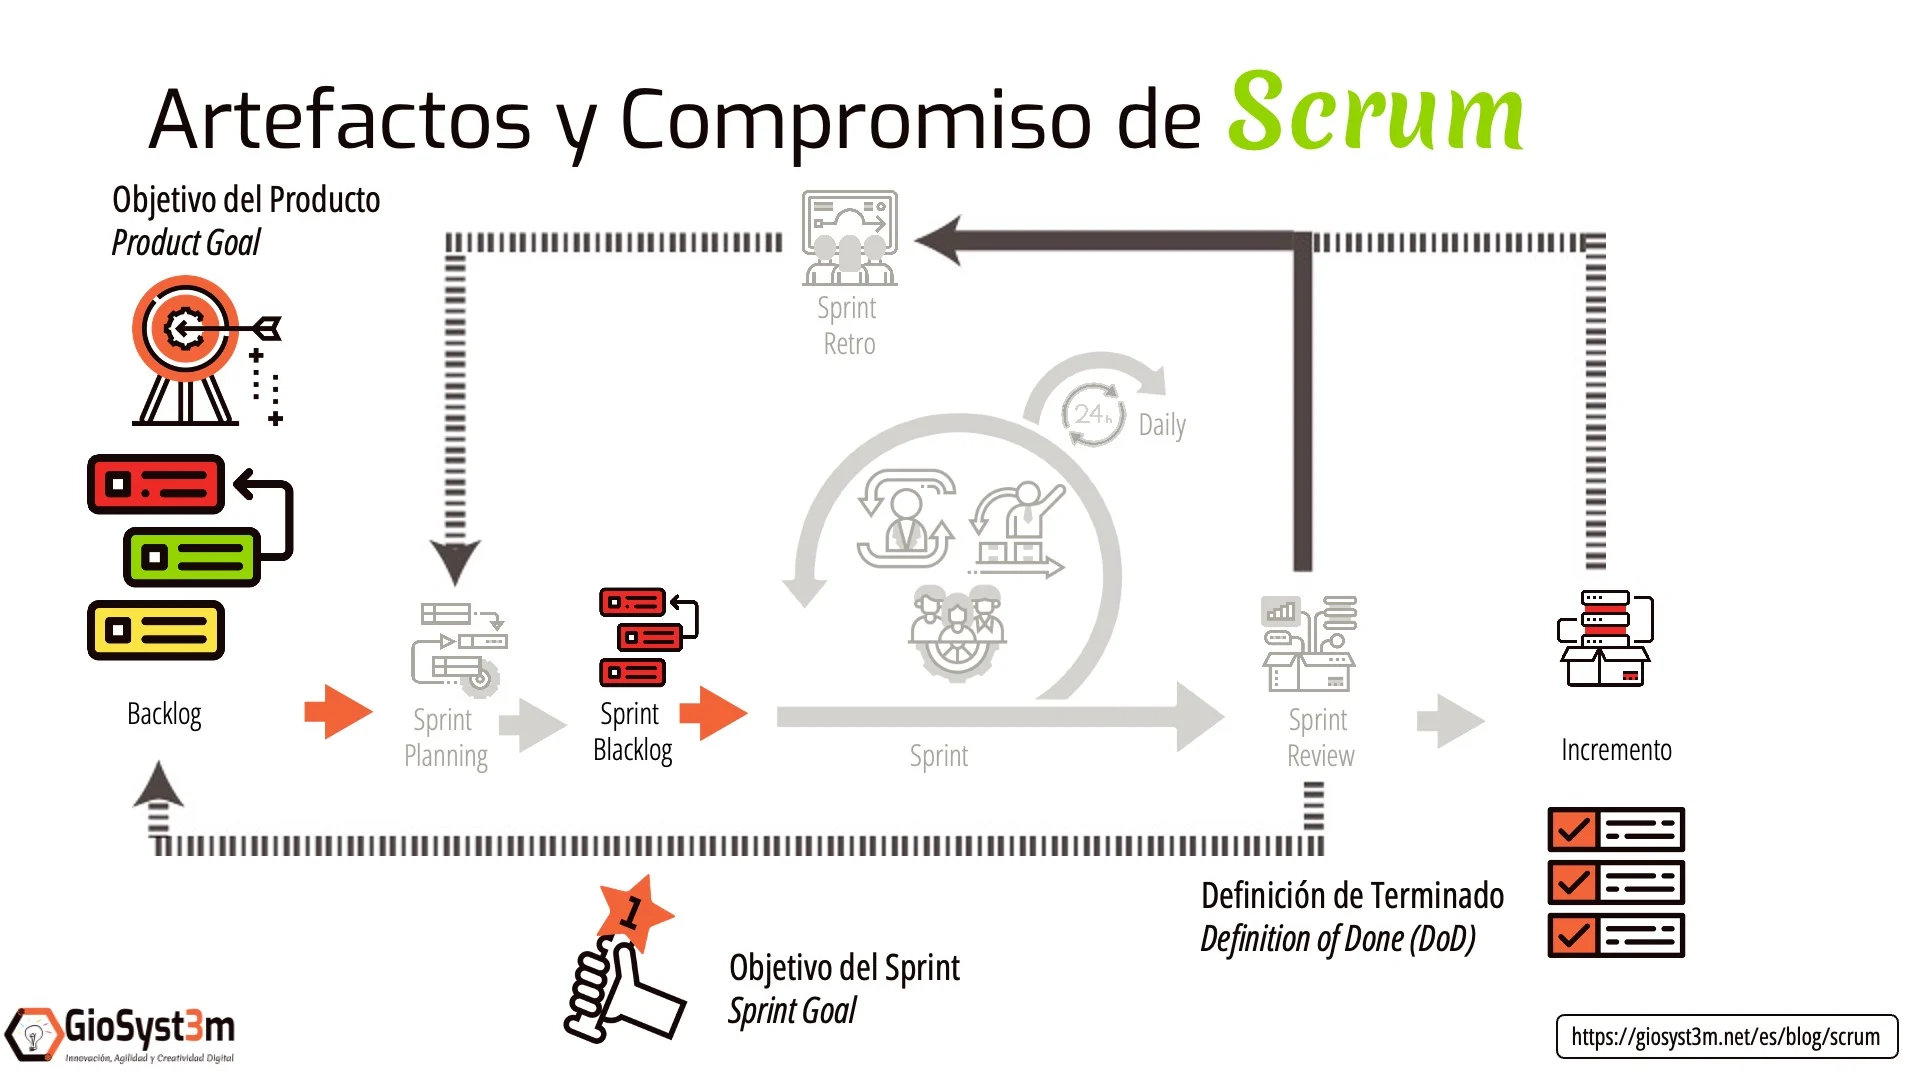 Artefactos y Compromiso de Scrum
Objetivo del Producto
Product Goal
Sprint
Retro
24h
Daily
Backlog
Sprint
Planning
Sprint
Blacklog
Sprint
Sprint
Review
Incremento
1
Objetivo del Sprint
Sprint Goal
Definición de Terminado
Definition of Done (DoD)
GioSyst3m
Innovación, Agilidad y Creatividad Digital
https://giosyst3m.net/es/blog/scrum